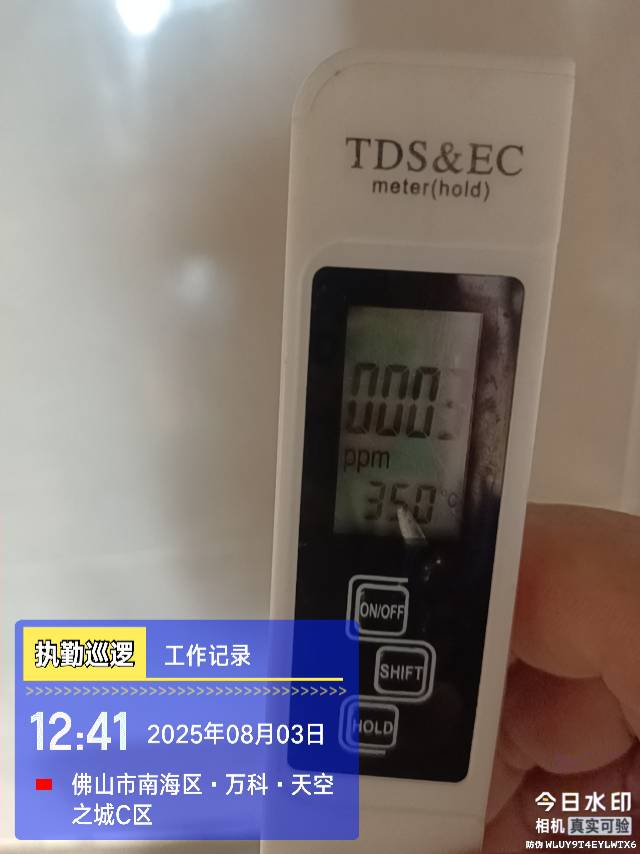 TDS&EC
meter(hold)
000
ppm
350 °C
ON/OFF
SHIFT
HOLD
执勤巡逻 工作记录
>>>>>>>>>>>>>>>>>>>>>>>>>>>>>>>>>>>>>>>>
12:41 2025年08月03日
佛山市南海区·万科·天空
之城C区
今日水印
相机 真实可验
防伪 WLUY9T4EYLWTX6